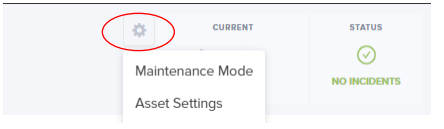 CURRENT
STATUS
Maintenance Mode
NO INCIDENTS
Asset Settings